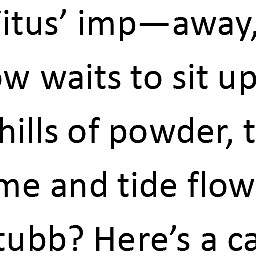 itus’ imp—away,
ow waits to sit up
hills of powder, t
me and tide flow
tubb? Here’s a ca